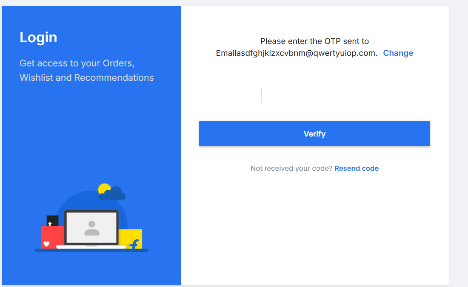 Login
Get access to your Orders,
Wishlist and Recommendations
Please enter the OTP sent to
Emailasdfghjklzxcvbnm@qwertyuiop.com. Change
Verify
Not received your code? Resend code